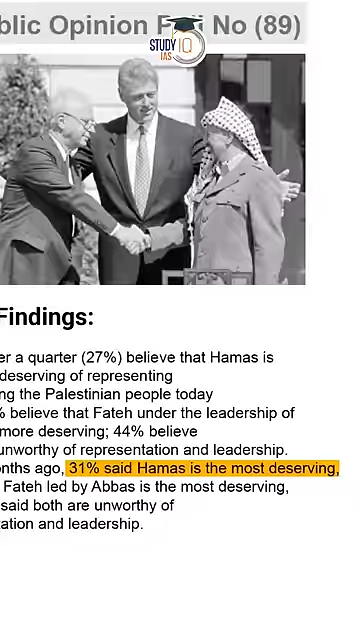 blic Opinion No (89)
STUDY IQ
IAS
Findings:
er a quarter (27%) believe that Hamas is
deserving of representing
ng the Palestinian people today
% believe that Fateh under the leadership of
more deserving; 44% believe
unworthy of representation and leadership.
onths ago, 31% said Hamas is the most deserving,
Fateh led by Abbas is the most deserving,
said both are unworthy of
tation and leadership.